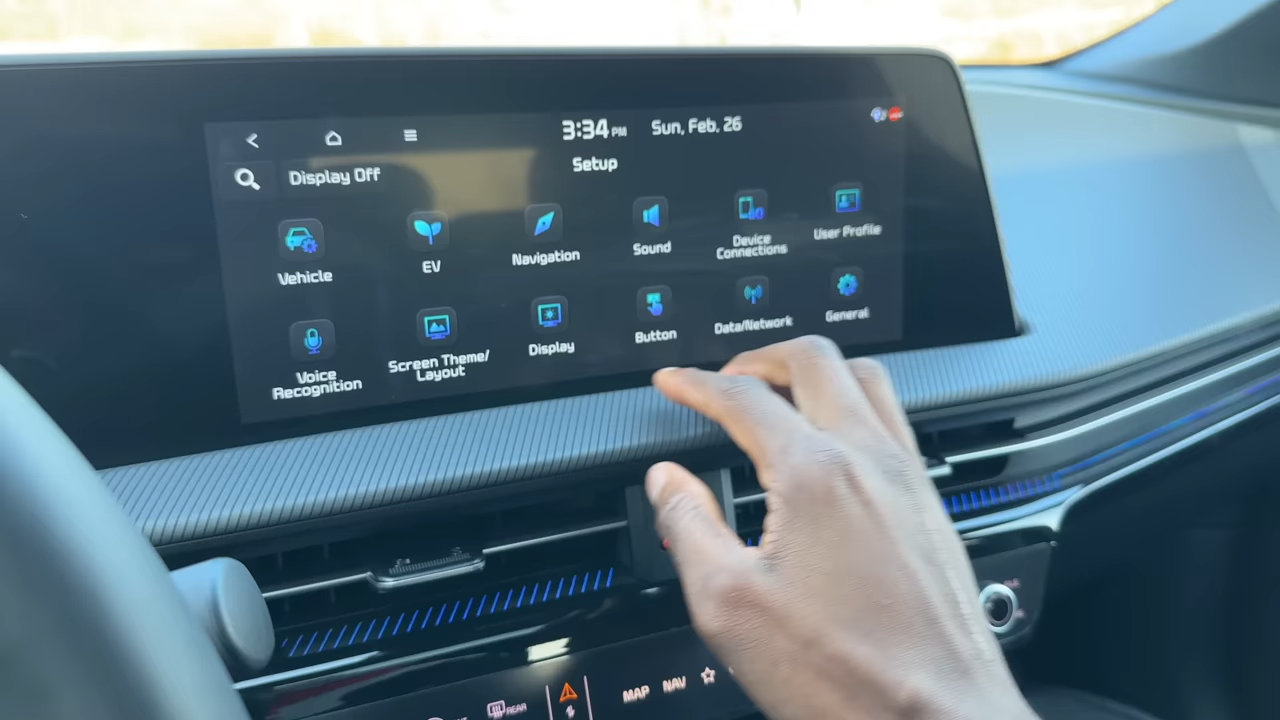 3:34 PM Sun, Feb. 26
Setup
Display Off
Vehicle
EV
Navigation
Sound
Device
Connections
User Profile
Voice
Recognition
Screen Theme/
Layout
Display
Button
Data/Network
General
REAR
MAP NAV